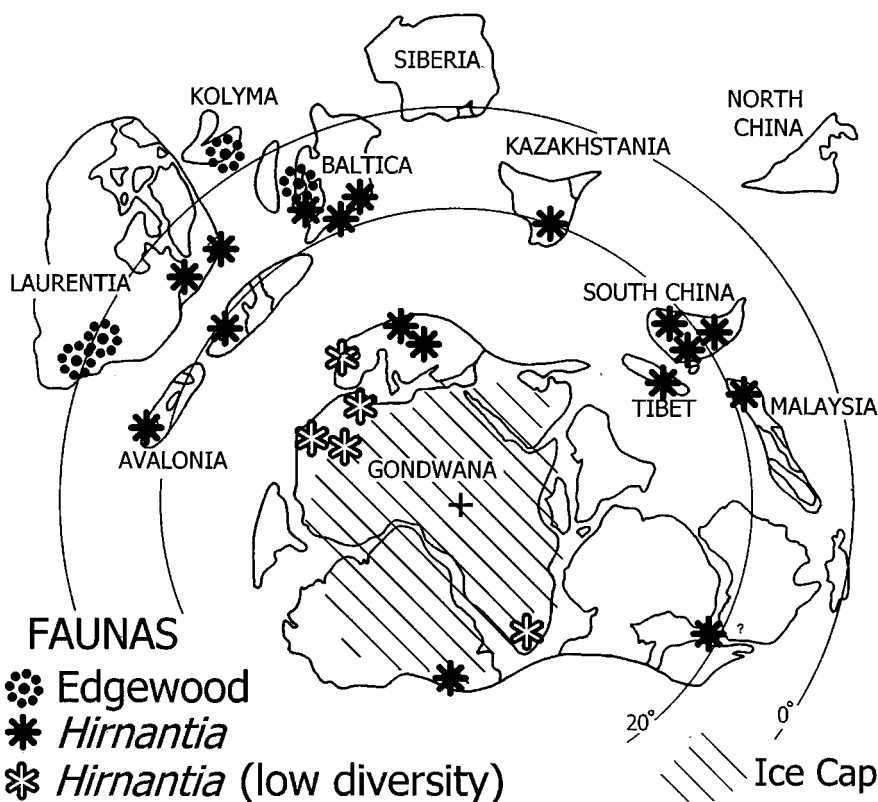 SIBERIA
KOLYMA
NORTH
CHINA
KAZAKHSTANIA
BALTICA
LAURENTIA
SOUTH CHINA
TIBET
MALAYSIA
AVALONIA
GONDWANA
?
20°
0°
FAUNAS
Edgewood
Hirnantia
Hirnantia (low diversity)
Ice Cap